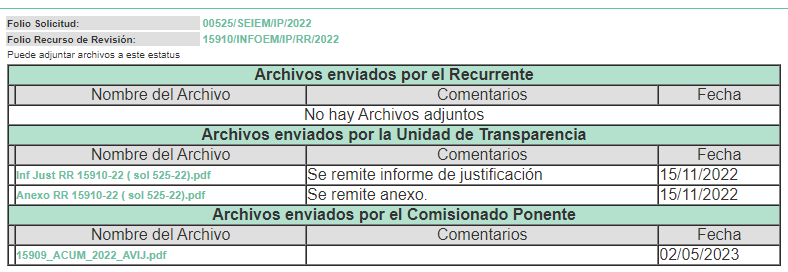 Folio Solicitud: 00525/SEIEM/IP/2022
Folio Recurso de Revisión: 15910/INFOEM/IP/RR/2022
Puede adjuntar archivos a este estatus
Archivos enviados por el Recurrente
Nombre del Archivo Comentarios Fecha
No hay Archivos adjuntos
Archivos enviados por la Unidad de Transparencia
Nombre del Archivo Comentarios Fecha
Inf Just RR 15910-22 ( sol 525-22).pdf Se remite informe de justificación 15/11/2022
Anexo RR 15910-22 ( sol 525-22).pdf Se remite anexo. 15/11/2022
Archivos enviados por el Comisionado Ponente
Nombre del Archivo Comentarios Fecha
15909_ACUM_2022_AVIJ.pdf 02/05/2023